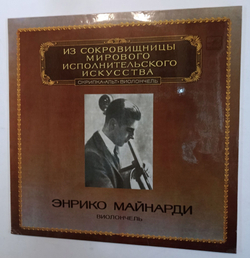 ИЗ СОКРОВИЩНИЦЫ
МИРОВОГО
ИСПОЛНИТЕЛЬСКОГО
ИСКУССТВА
СКРИПКА•АЛЬТ•ВИОЛОНЧЕЛЬ
ЭНРИКО МАЙНАРДИ
ВИОЛОНЧЕЛЬ